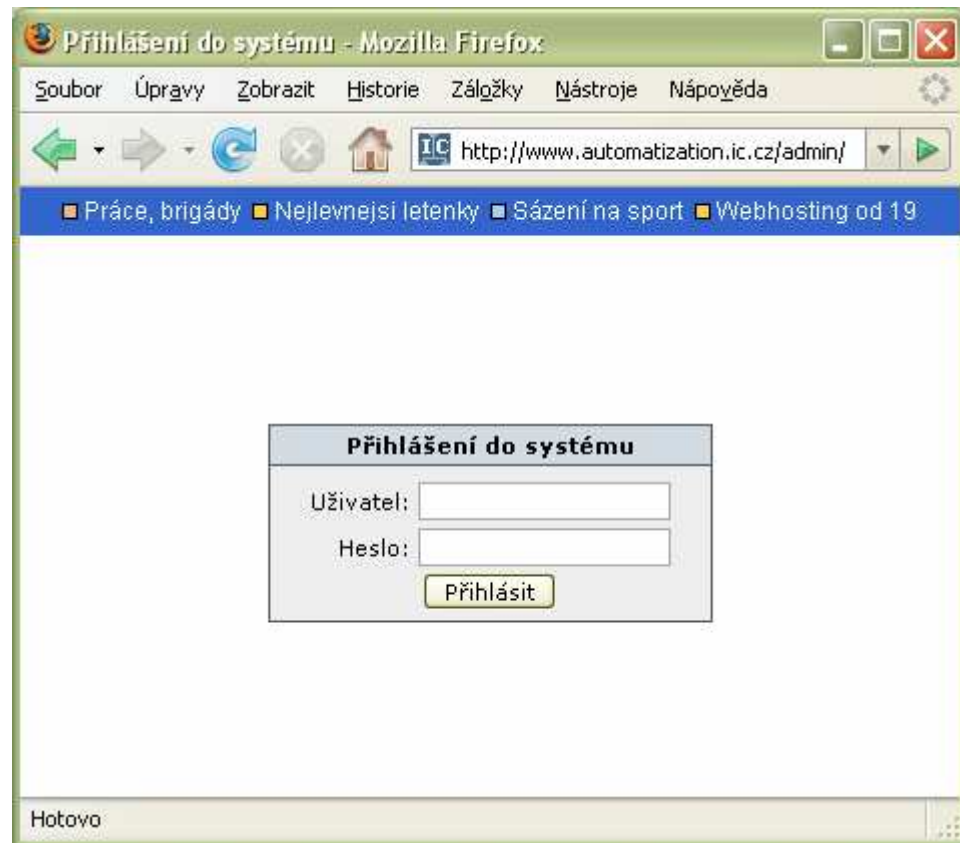 Přihlášení do systému - Mozilla Firefox
Soubor Úpravy Zobrazit Historie Záložky Nástroje Nápověda
IC http://www.automatization.ic.cz/admin/
Práce, brigády Nejlevnejsi letenky Sázení na sport Webhosting od 19
Přihlášení do systému
Uživatel:
Heslo:
Přihlásit
Hotovo